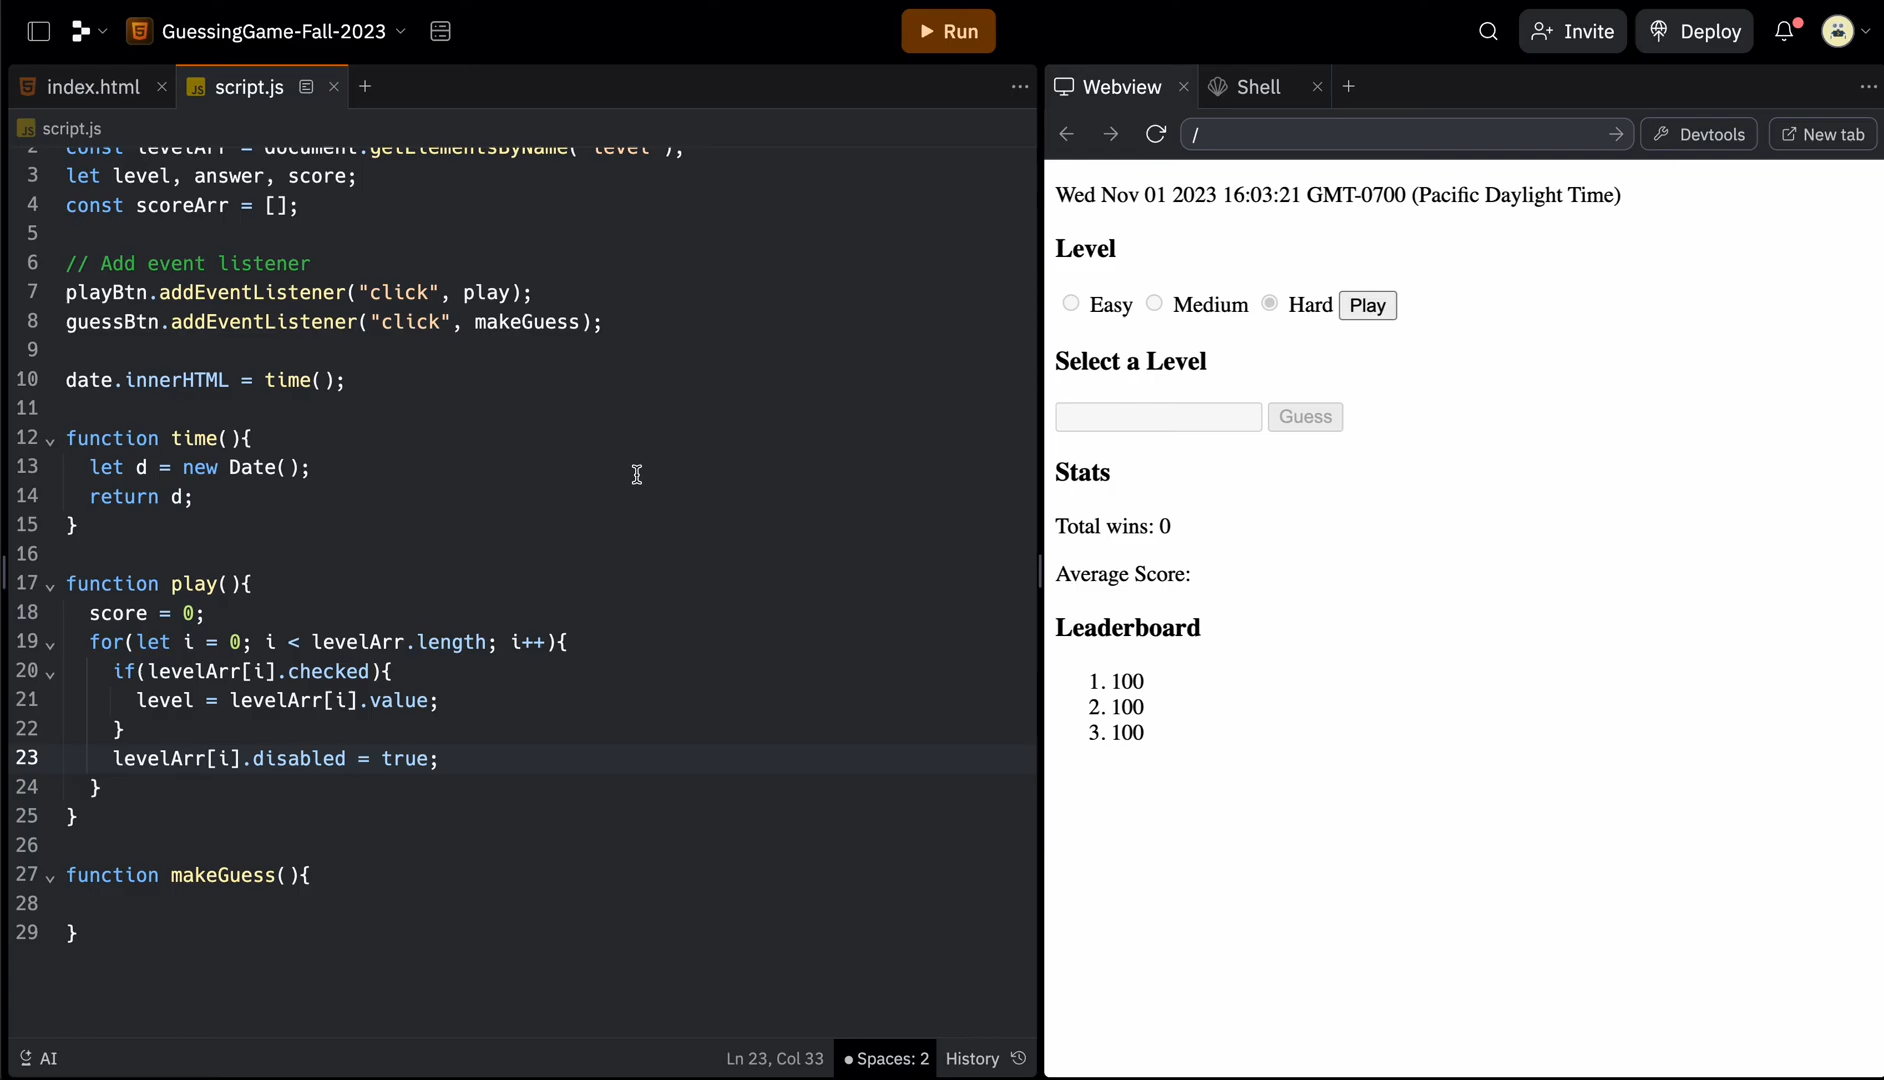 GuessingGame-Fall-2023
Run
Invite
Deploy
index.html
script.js
script.js
2 const levelArr = document.getElementsByName("level");
3 let level, answer, score;
4 const scoreArr = [];
5
6 // Add event listener
7 playBtn.addEventListener("click", play);
8 guessBtn.addEventListener("click", makeGuess);
9
10 date.innerHTML = time();
11
12 function time(){
13 let d = new Date();
14 return d;
15 }
16
17 function play(){
18 score = 0;
19 for(let i = 0; i < levelArr.length; i++){
20 if(levelArr[i].checked){
21 level = levelArr[i].value;
22 }
23 levelArr[i].disabled = true;
24 }
25 }
26
27 function makeGuess(){
28
29 }
AI
Ln 23, Col 33
Spaces: 2
History
Webview
Shell
/
Devtools
New tab
Wed Nov 01 2023 16:03:21 GMT-0700 (Pacific Daylight Time)
Level
Easy Medium Hard Play
Select a Level
Guess
Stats
Total wins: 0
Average Score:
Leaderboard
1. 100
2. 100
3. 100